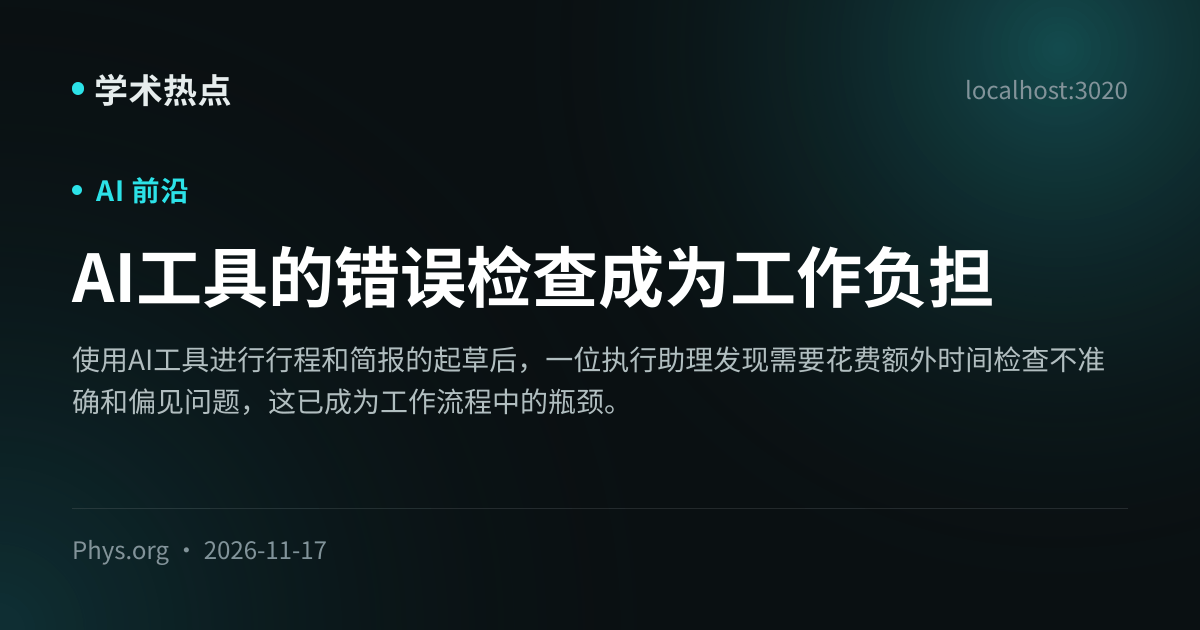 学术热点
localhost:3020
AI 前沿
AI工具的错误检查成为工作负担
使用AI工具进行行程和简报的起草后，一位执行助理发现需要花费额外时间检查不准
确和偏见问题，这已成为工作流程中的瓶颈。
Phys.org · 2026-11-17